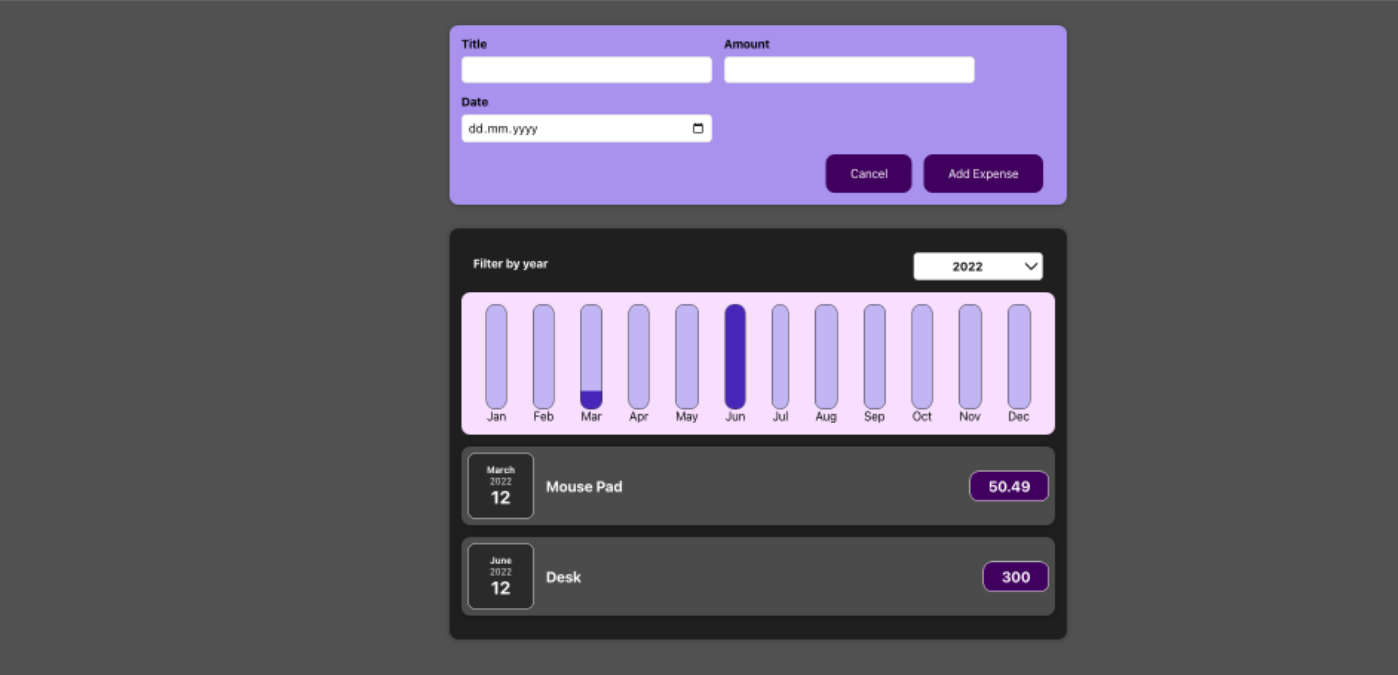 Title Amount
Date
dd.mm.yyyy
Cancel Add Expense
Filter by year 2022
Jan Feb Mar Apr May Jun Jul Aug Sep Oct Nov Dec
March
2022
12
Mouse Pad 50.49
June
2022
12
Desk 300